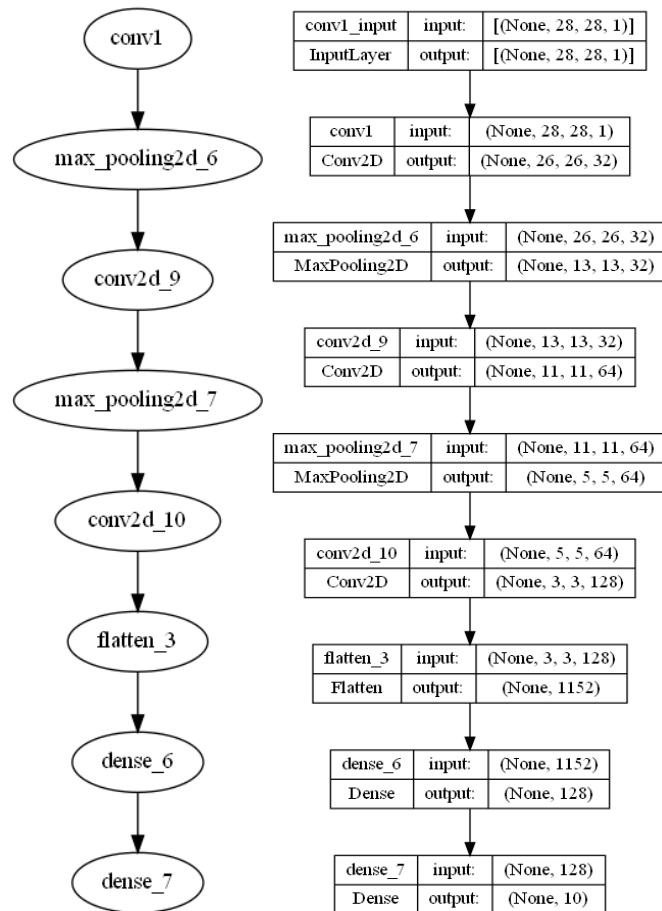 conv1
max_pooling2d_6
conv2d_9
max_pooling2d_7
conv2d_10
flatten_3
dense_6
dense_7
conv1_input input: [(None, 28, 28, 1)]
InputLayer output: [(None, 28, 28, 1)]
conv1 input: (None, 28, 28, 1)
Conv2D output: (None, 26, 26, 32)
max_pooling2d_6 input: (None, 26, 26, 32)
MaxPooling2D output: (None, 13, 13, 32)
conv2d_9 input: (None, 13, 13, 32)
Conv2D output: (None, 11, 11, 64)
max_pooling2d_7 input: (None, 11, 11, 64)
MaxPooling2D output: (None, 5, 5, 64)
conv2d_10 input: (None, 5, 5, 64)
Conv2D output: (None, 3, 3, 128)
flatten_3 input: (None, 3, 3, 128)
Flatten output: (None, 1152)
dense_6 input: (None, 1152)
Dense output: (None, 128)
dense_7 input: (None, 128)
Dense output: (None, 10)